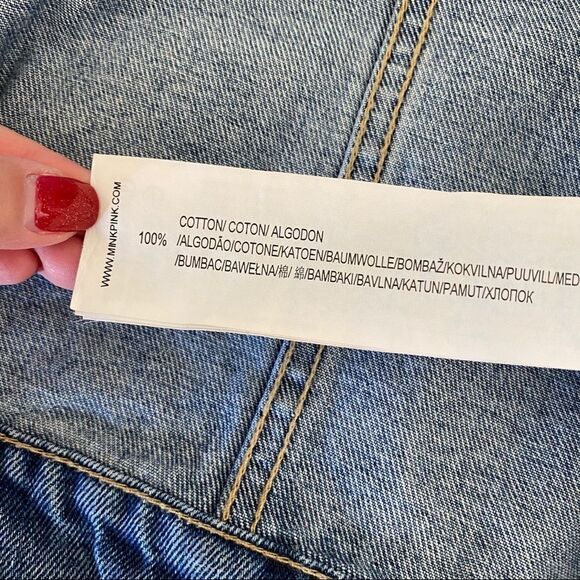 WWW.MINKPINK.COM
100%
COTTON/ COTON/ ALGODON
/ALGODÃO/COTONE/KATOEN/BAUMWOLLE/BOMBAŽ/KOKVILNA/PUUVILL/MED
/BUMBAC/BAWEŁNA/棉/ 綿/BAMBAKI/BAVLNA/KATUN/PAMUT/ХЛОПОК